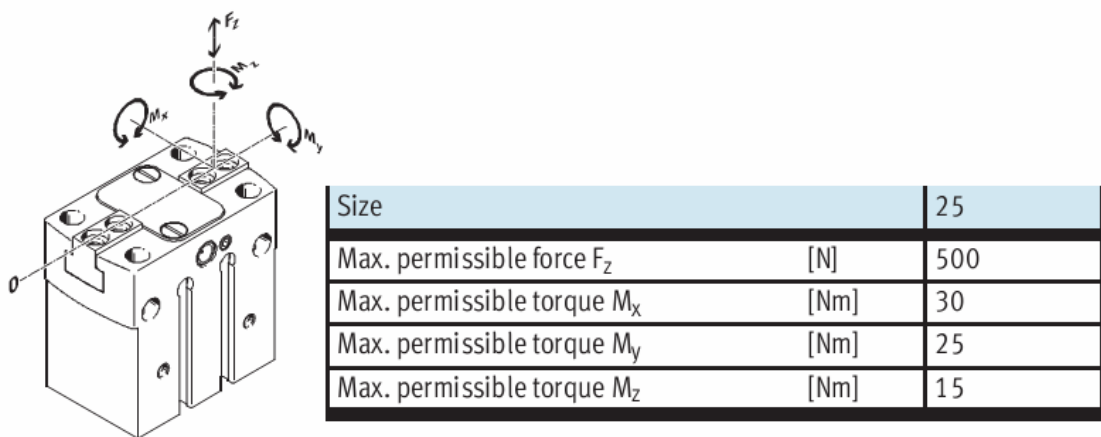 Fz
Mz
Mx
My
0
Size 25
Max. permissible force Fz [N] 500
Max. permissible torque Mx [Nm] 30
Max. permissible torque My [Nm] 25
Max. permissible torque Mz [Nm] 15